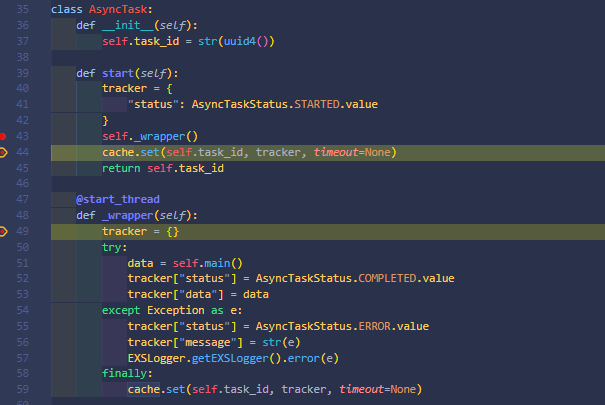 35 class AsyncTask:
36     def __init__(self):
37         self.task_id = str(uuid4())
38
39     def start(self):
40         tracker = {
41             "status": AsyncTaskStatus.STARTED.value
42         }
43         self._wrapper()
44         cache.set(self.task_id, tracker, timeout=None)
45         return self.task_id
46
47     @start_thread
48     def _wrapper(self):
49         tracker = {}
50         try:
51             data = self.main()
52             tracker["status"] = AsyncTaskStatus.COMPLETED.value
53             tracker["data"] = data
54         except Exception as e:
55             tracker["status"] = AsyncTaskStatus.ERROR.value
56             tracker["message"] = str(e)
57             EXSLogger.getEXSLogger().error(e)
58         finally:
59             cache.set(self.task_id, tracker, timeout=None)